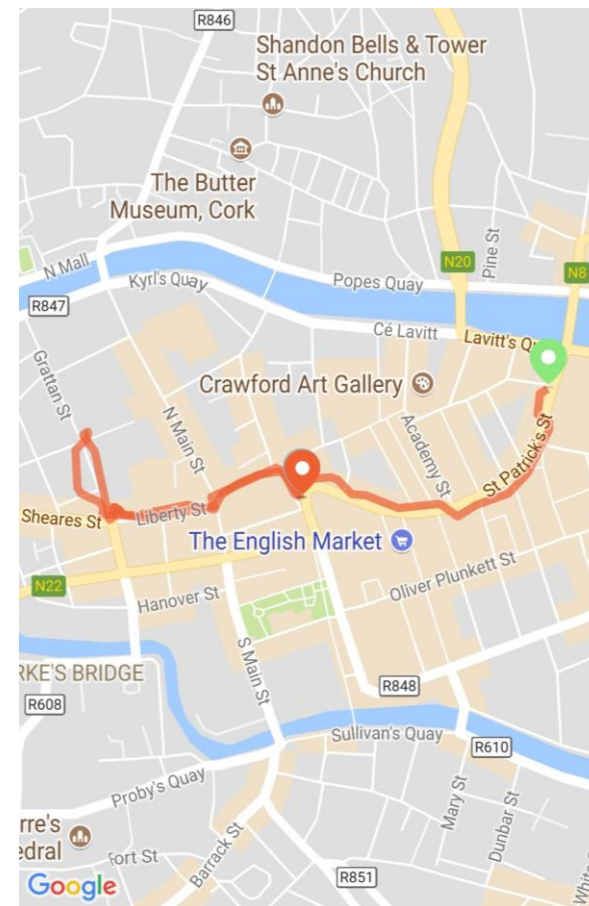 R846
Shandon Bells & Tower
St Anne's Church
The Butter
Museum, Cork
N Mall
Kyrl's Quay
Popes Quay
N20
Pine St
N8
R847
Cé Lavitt
Lavitt's Q
Grattan St
Crawford Art Gallery
N Main St
Academy St
St Patrick's St
Sheares St
Liberty St
The English Market
N22
Hanover St
Oliver Plunkett St
S Main St
RKE'S BRIDGE
R848
R608
Sullivan's Quay
R610
Proby's Quay
Mary St
Dunbar St
rre's
edral
Fort St
Barrack St
R851
White
Google